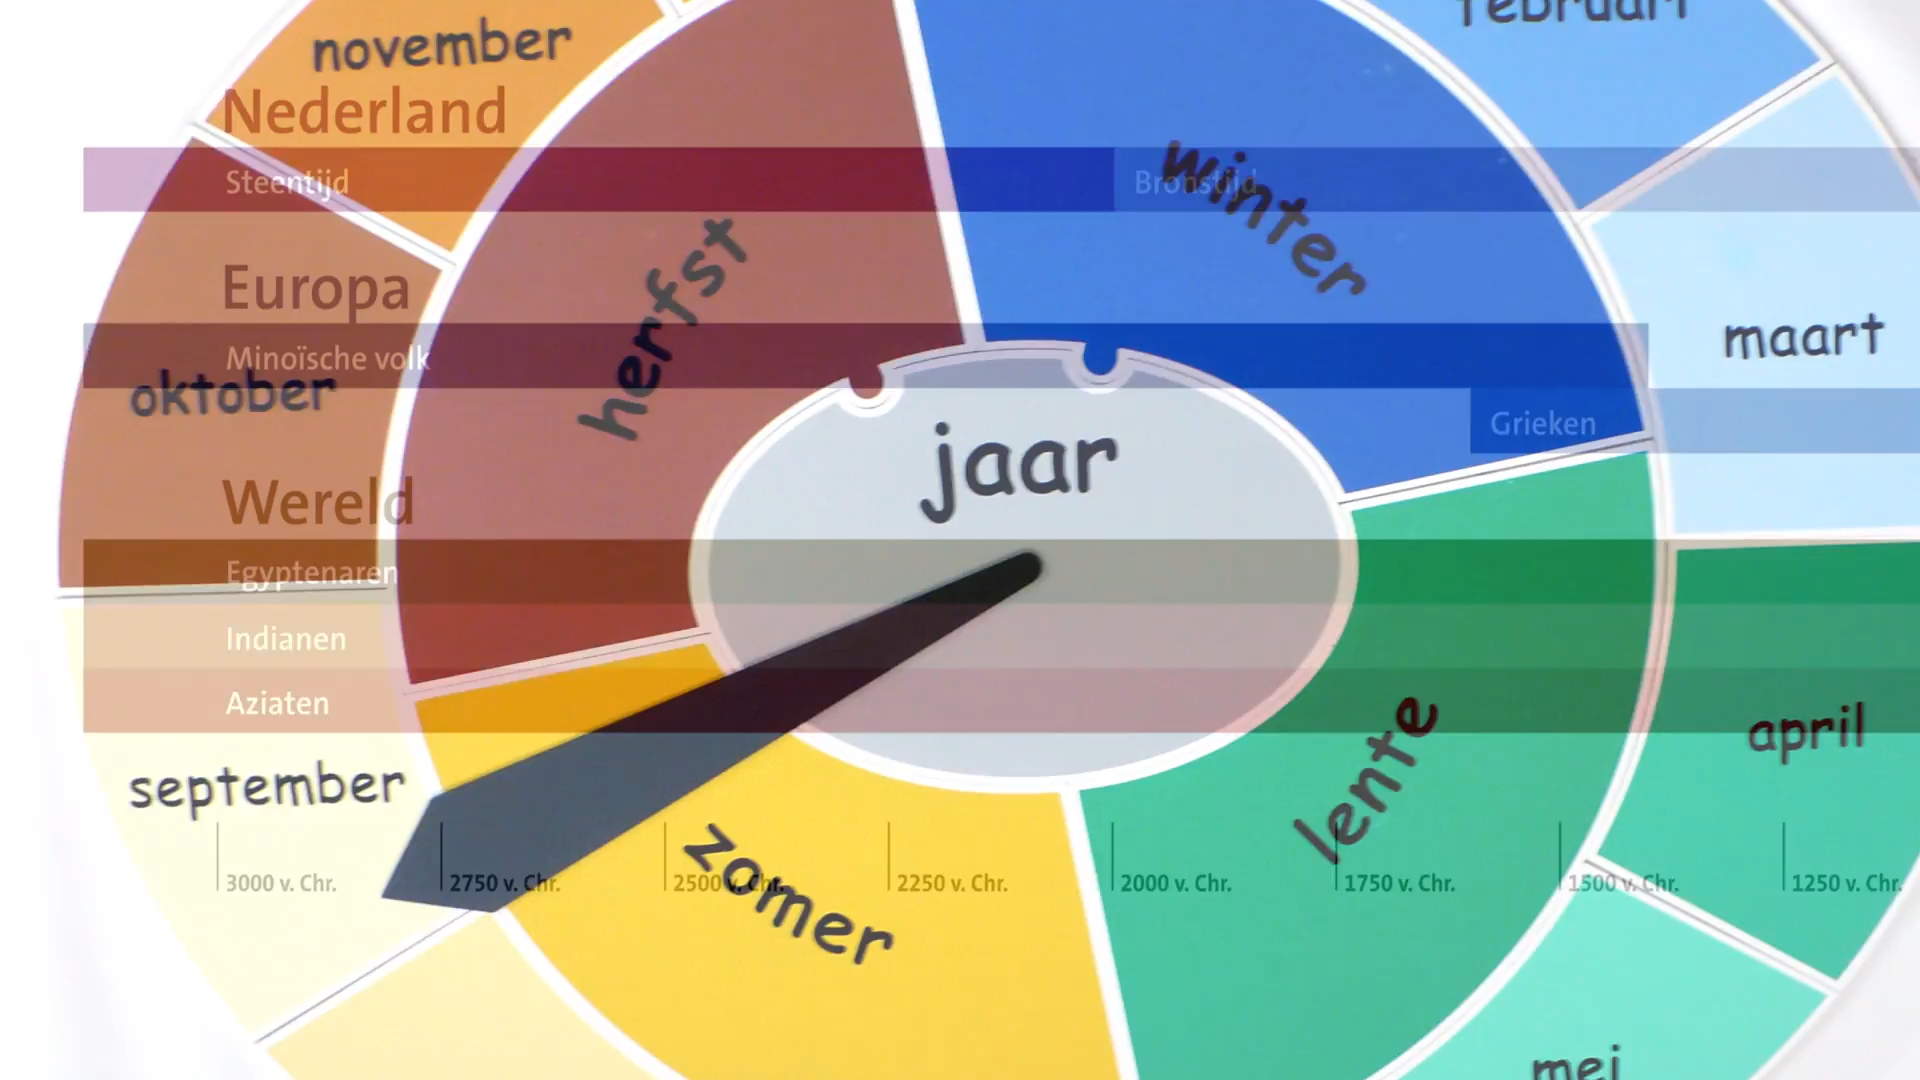 februari
november
Nederland
Steentijd
Bronstijd
winter
herfst
Europa
Minoïsche volk
maart
oktober
Grieken
jaar
Wereld
Egyptenaren
Indianen
Aziaten
april
lente
september
zomer
3000 v. Chr.
2750 v. Chr.
2500 v. Chr.
2250 v. Chr.
2000 v. Chr.
1750 v. Chr.
1500 v. Chr.
1250 v. Chr.
mei